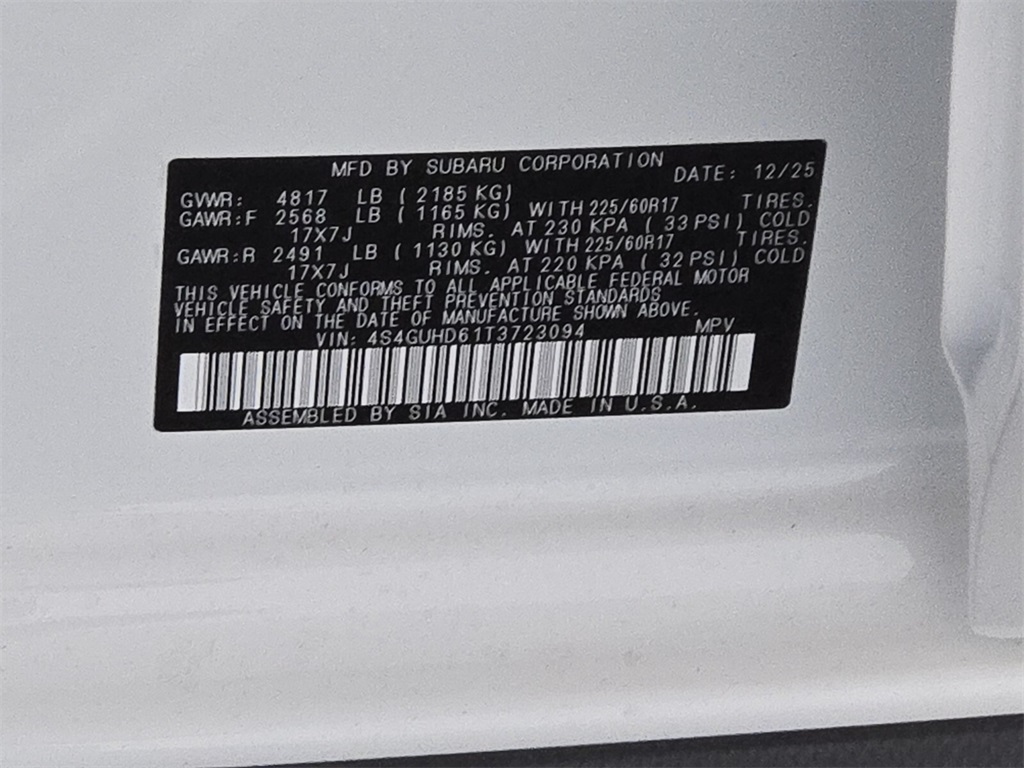 MFD BY SUBARU CORPORATION DATE: 12/25
GVWR: 4817 LB ( 2185 KG)
GAWR:F 2568 LB ( 1165 KG) WITH 225/60R17 TIRES.
17X7J RIMS. AT 230 KPA ( 33 PSI) COLD
GAWR:R 2491 LB ( 1130 KG) WITH 225/60R17 TIRES.
17X7J RIMS. AT 220 KPA ( 32 PSI) COLD
THIS VEHICLE CONFORMS TO ALL APPLICABLE FEDERAL MOTOR
VEHICLE SAFETY AND THEFT PREVENTION STANDARDS
IN EFFECT ON THE DATE OF MANUFACTURE SHOWN ABOVE.
VIN: 4S4GUHD61T3723094 MPV
ASSEMBLED BY SIA INC. MADE IN U.S.A.